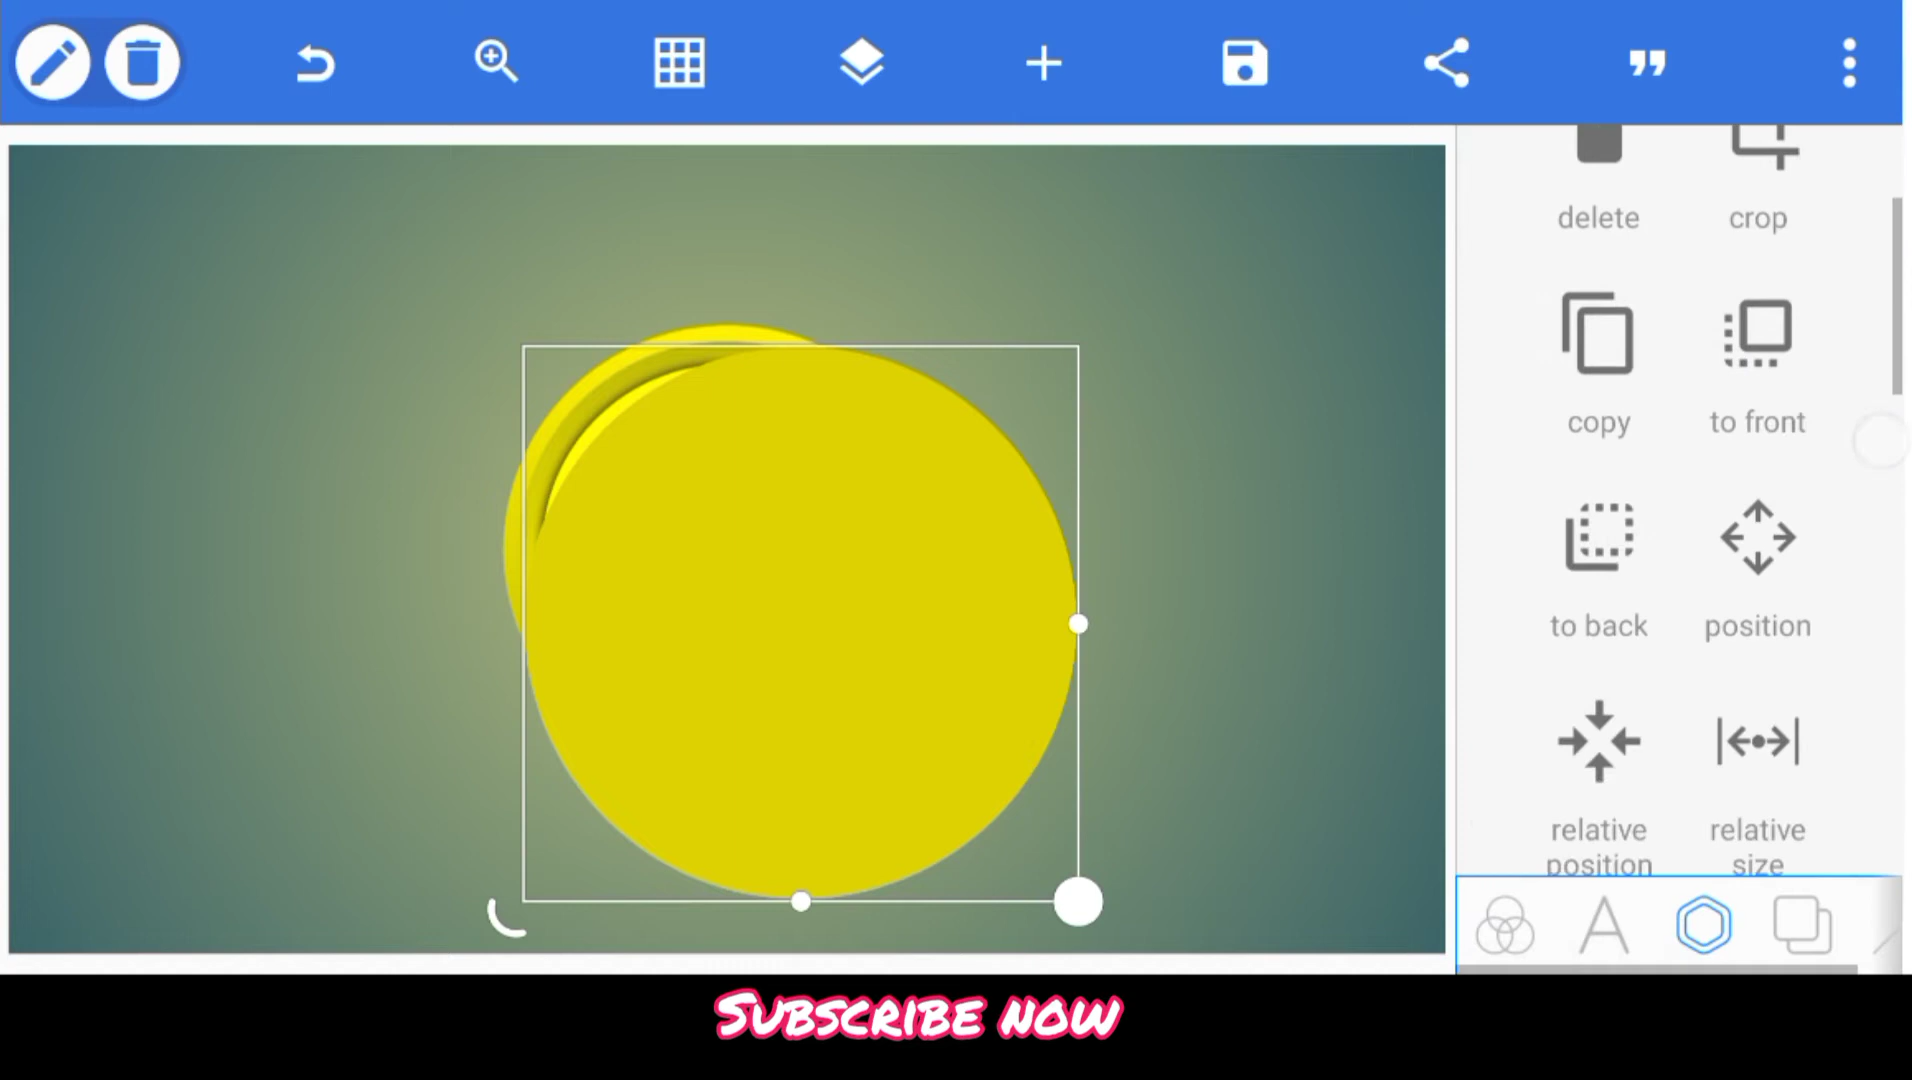 delete
crop
copy
to front
to back
position
relative
position
relative
size
SUBSCRIBE NOW